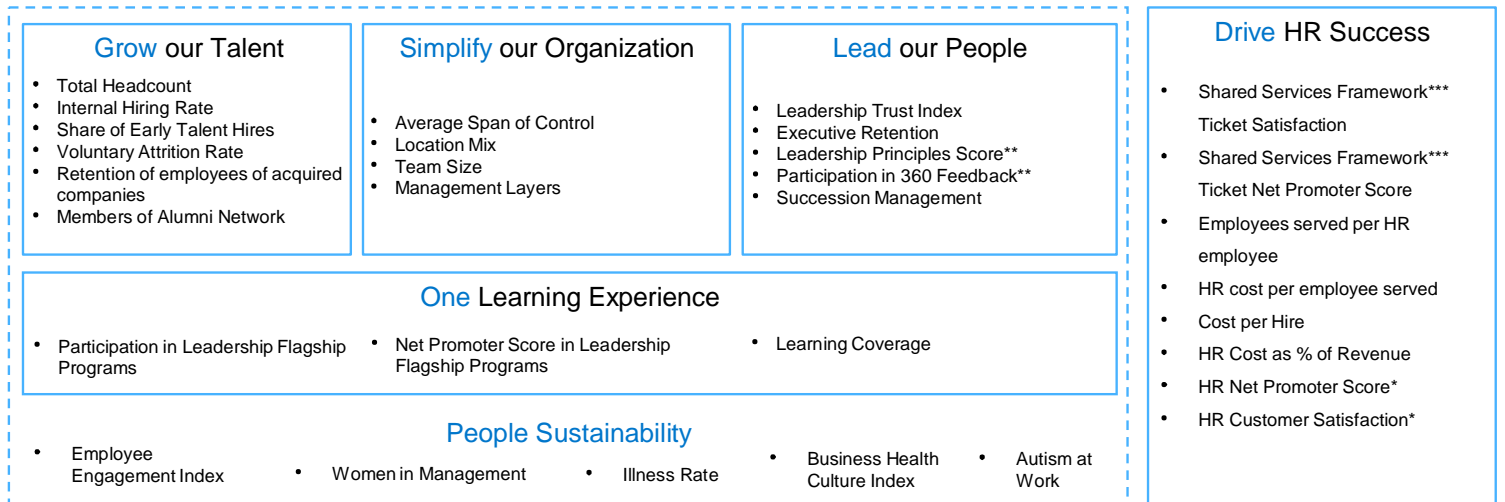 Grow our Talent
• Total Headcount
• Internal Hiring Rate
• Share of Early Talent Hires
• Voluntary Attrition Rate
• Retention of employees of acquired
companies
• Members of Alumni Network
Simplify our Organization
• Average Span of Control
• Location Mix
• Team Size
• Management Layers
Lead our People
• Leadership Trust Index
• Executive Retention
• Leadership Principles Score**
• Participation in 360 Feedback**
• Succession Management
One Learning Experience
• Participation in Leadership Flagship
Programs
• Net Promoter Score in Leadership
Flagship Programs
• Learning Coverage
People Sustainability
• Employee
Engagement Index
• Women in Management
• Illness Rate
• Business Health
Culture Index
• Autism at
Work
Drive HR Success
• Shared Services Framework***
Ticket Satisfaction
• Shared Services Framework***
Ticket Net Promoter Score
• Employees served per HR
employee
• HR cost per employee served
• Cost per Hire
• HR Cost as % of Revenue
• HR Net Promoter Score*
• HR Customer Satisfaction*